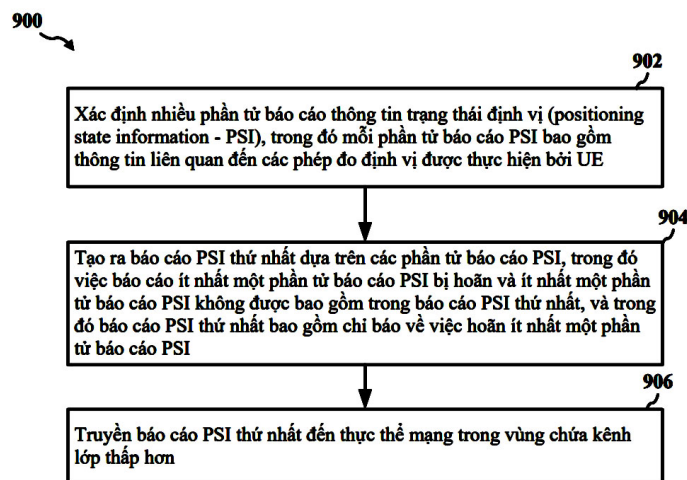 900
902
Xác định nhiều phần tử báo cáo thông tin trạng thái định vị (positioning
state information - PSI), trong đó mỗi phần tử báo cáo PSI bao gồm
thông tin liên quan đến các phép đo định vị được thực hiện bởi UE
904
Tạo ra báo cáo PSI thứ nhất dựa trên các phần tử báo cáo PSI, trong đó
việc báo cáo ít nhất một phần tử báo cáo PSI bị hoãn và ít nhất một phần
tử báo cáo PSI không được bao gồm trong báo cáo PSI thứ nhất, và trong
đó báo cáo PSI thứ nhất bao gồm chỉ báo về việc hoãn ít nhất một phần
tử báo cáo PSI
906
Truyền báo cáo PSI thứ nhất đến thực thể mạng trong vùng chứa kênh
lớp thấp hơn